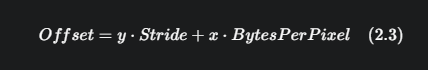 Offset = y · Stride + x · BytesPerPixel (2.3)